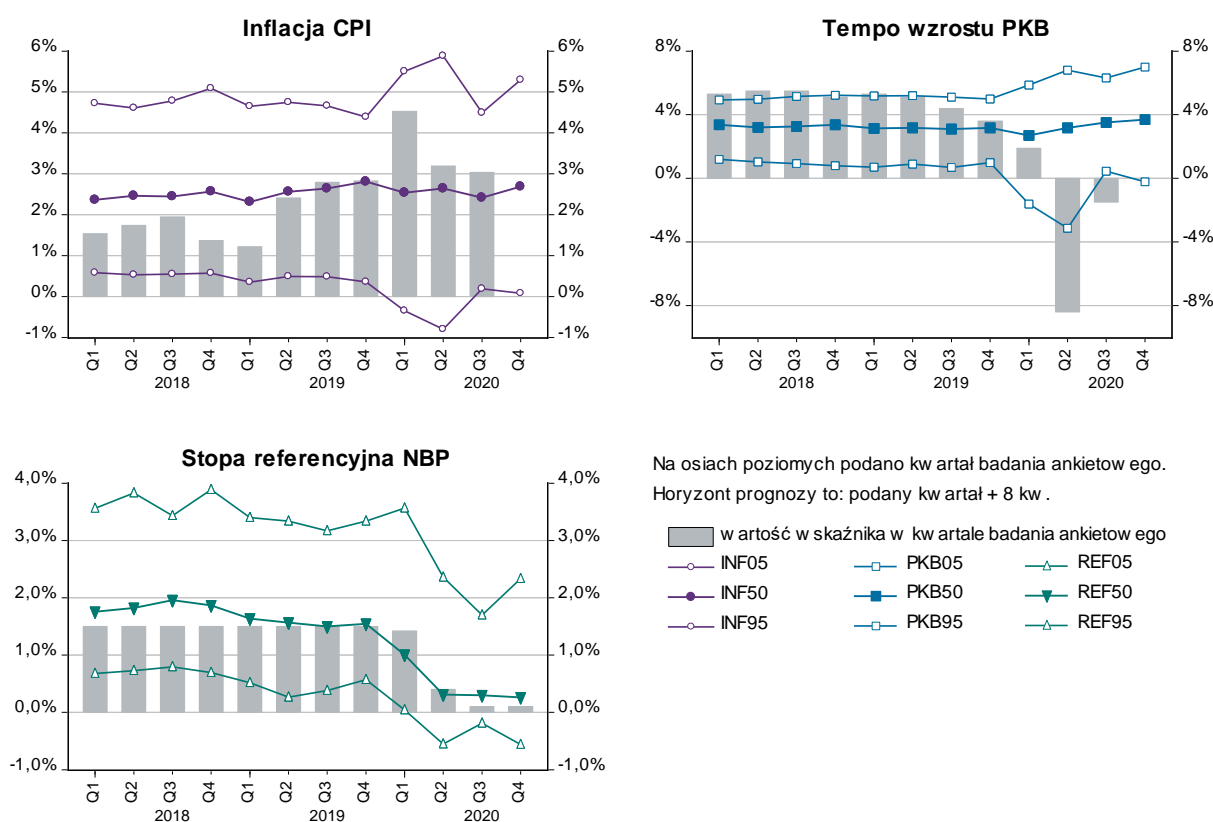 Inflacja CPI
6% 6%
5% 5%
4% 4%
3% 3%
2% 2%
1% 1%
0% 0%
-1% -1%
Q1 Q2 Q3 Q4 Q1 Q2 Q3 Q4 Q1 Q2 Q3 Q4
2018 2019 2020
Tempo wzrostu PKB
8% 8%
4% 4%
0% 0%
-4% -4%
-8% -8%
Q1 Q2 Q3 Q4 Q1 Q2 Q3 Q4 Q1 Q2 Q3 Q4
2018 2019 2020
Stopa referencyjna NBP
4,0% 4,0%
3,0% 3,0%
2,0% 2,0%
1,0% 1,0%
0,0% 0,0%
-1,0% -1,0%
Q1 Q2 Q3 Q4 Q1 Q2 Q3 Q4 Q1 Q2 Q3 Q4
2018 2019 2020
Na osiach poziomych podano kw artał badania ankietow ego.
Horyzont prognozy to: podany kw artał + 8 kw .
w artość w skaźnika w kw artale badania ankietow ego
INF05 PKB05 REF05
INF50 PKB50 REF50
INF95 PKB95 REF95